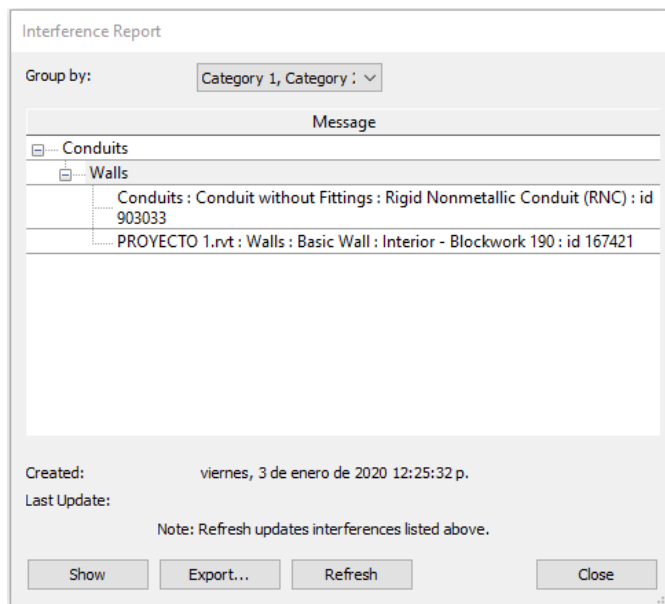 Interference Report
Group by:
Category 1, Category 2
Message
Conduits
Walls
Conduits : Conduit without Fittings : Rigid Nonmetallic Conduit (RNC) : id
903033
PROYECTO 1.rvt : Walls : Basic Wall : Interior - Blockwork 190 : id 167421
Created: viernes, 3 de enero de 2020 12:25:32 p.
Last Update:
Note: Refresh updates interferences listed above.
Show Export... Refresh Close